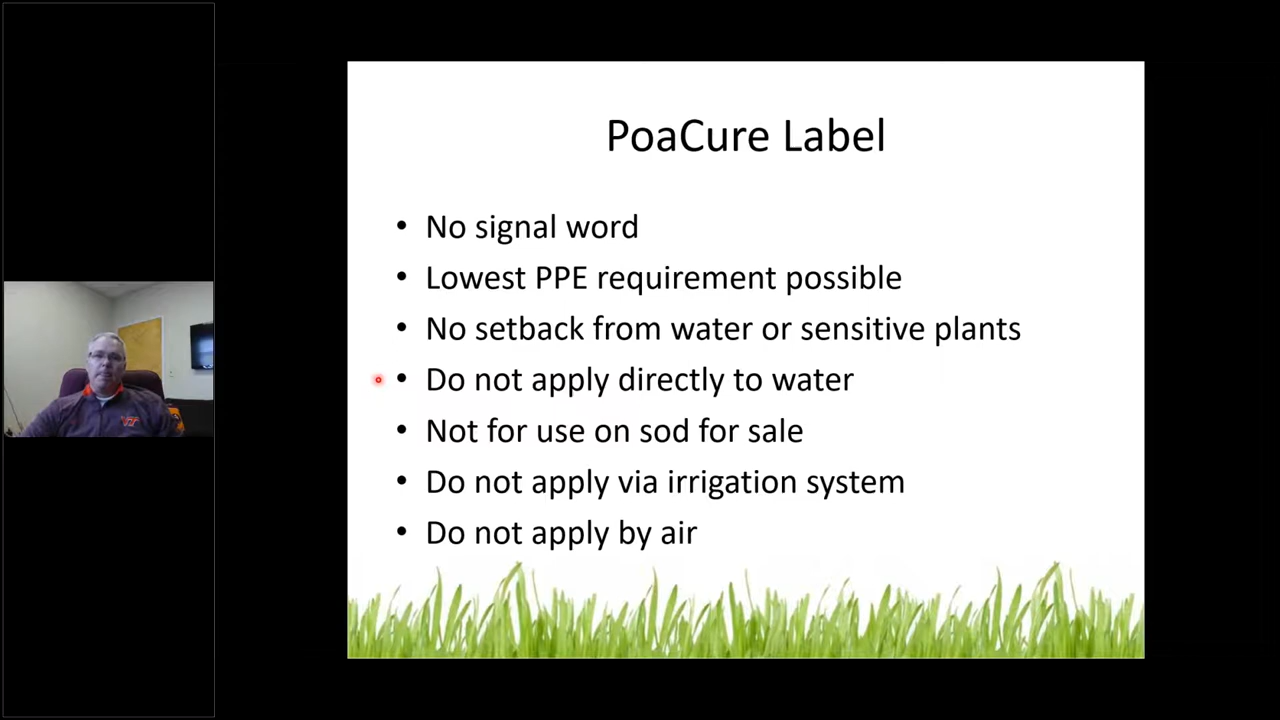 PoaCure Label
• No signal word
• Lowest PPE requirement possible
• No setback from water or sensitive plants
• Do not apply directly to water
• Not for use on sod for sale
• Do not apply via irrigation system
• Do not apply by air
VT